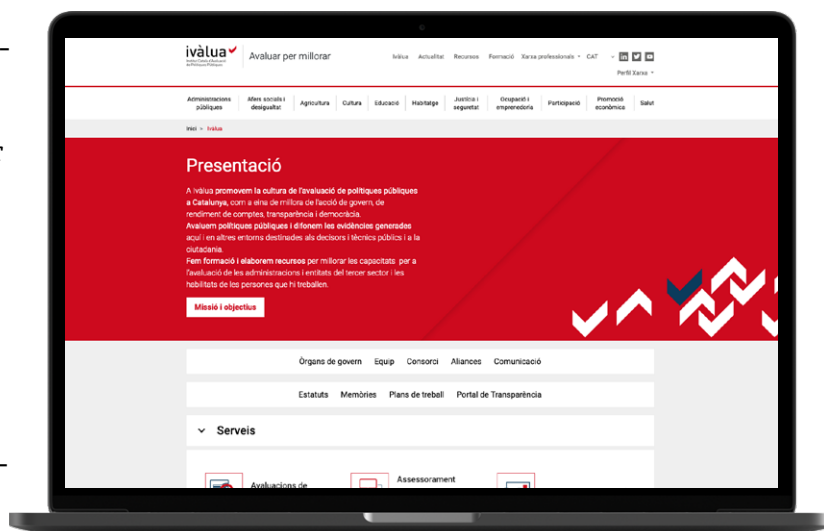 ivàlua
Institut Català d'Avaluació
de Polítiques Públiques
Avaluar per millorar
Ivàlua Actualitat Recursos Formació Xarxa professionals CAT
Perfil Xarxa
Administracions públiques
Afers socials i desigualtat
Agricultura
Cultura
Educació
Habitatge
Justícia i seguretat
Ocupació i emprenedoria
Participació
Promoció econòmica
Salut
Inici > Ivàlua
Presentació
A Ivàlua promovem la cultura de l'avaluació de polítiques públiques
a Catalunya, com a eina de millora de l'acció de govern, de
rendiment de comptes, transparència i democràcia.
Avaluem polítiques públiques i difonem les evidències generades
aquí i en altres entorns destinades als decisors i tècnics públics i a la
ciutadania.
Fem formació i elaborem recursos per millorar les capacitats per a
l'avaluació de les administracions i entitats del tercer sector i les
habilitats de les persones que hi treballen.
Missió i objectius
Òrgans de govern Equip Consorci Aliances Comunicació
Estatuts Memòries Plans de treball Portal de Transparència
Serveis
Avaluacions de
Assessorament